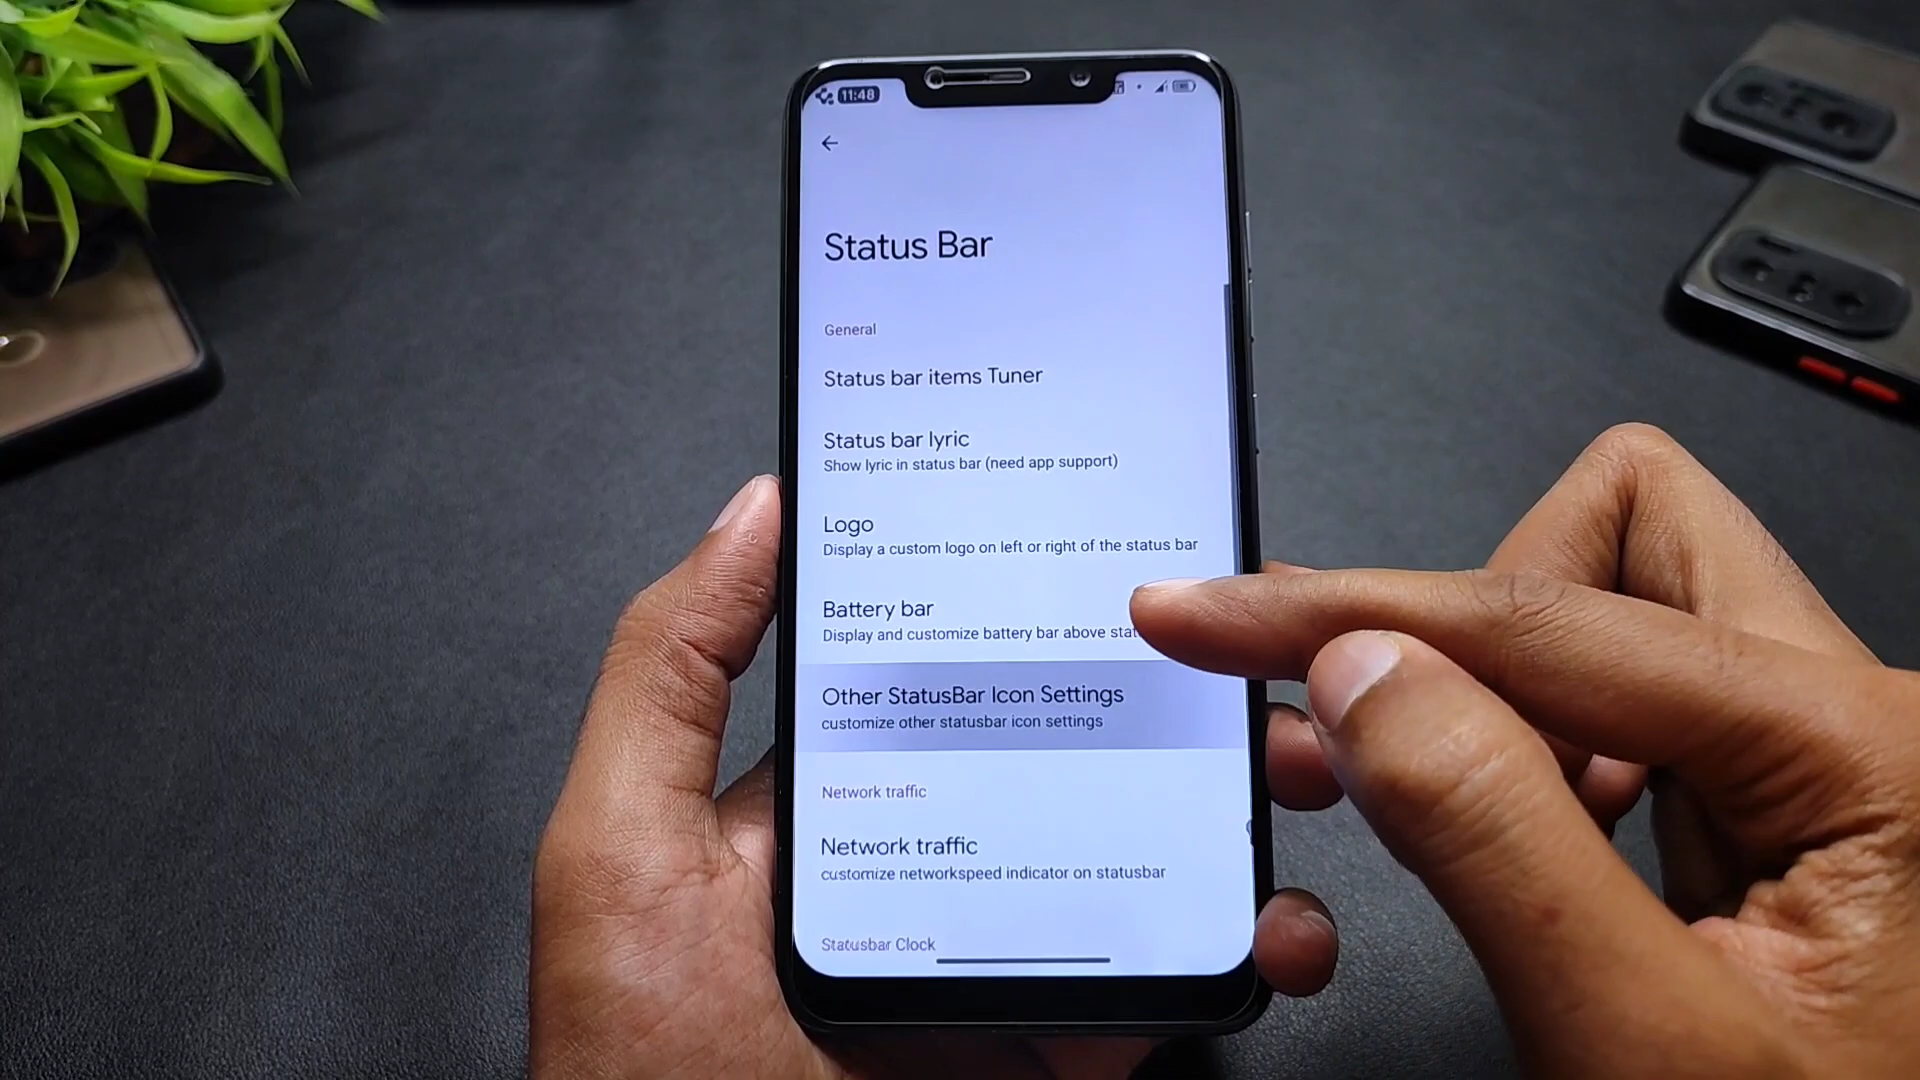 11:48
Status Bar
General
Status bar items Tuner
Status bar lyric
Show lyric in status bar (need app support)
Logo
Display a custom logo on left or right of the status bar
Battery bar
Display and customize battery bar above
Other StatusBar Icon Settings
customize other statusbar icon settings
Network traffic
Network traffic
customize networkspeed indicator on statusbar
Statusbar Clock